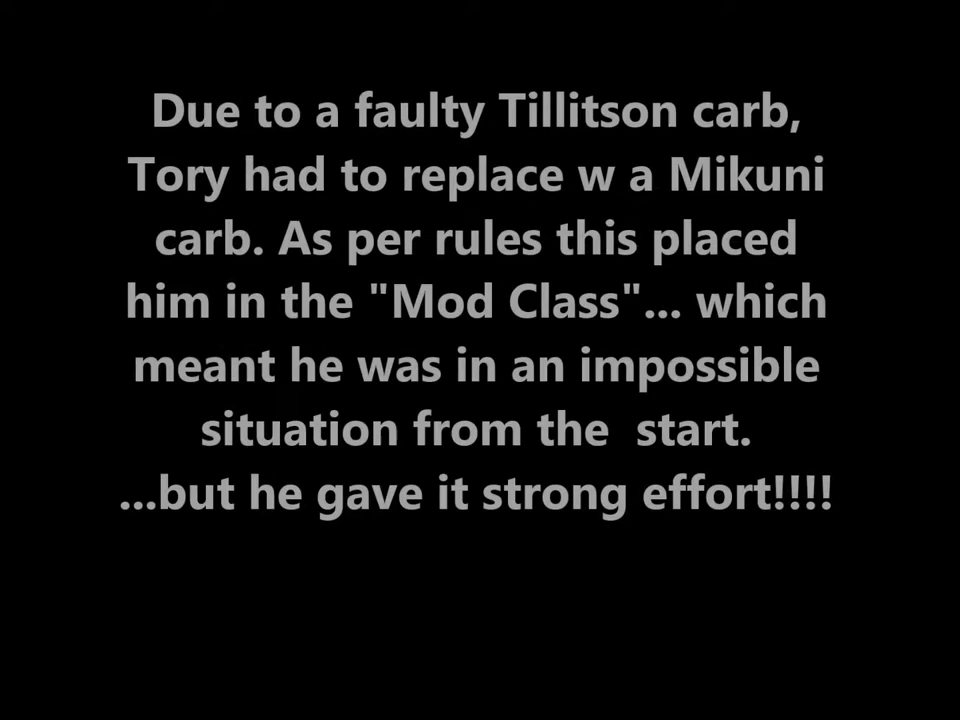 Due to a faulty Tillitson carb,
Tory had to replace w a Mikuni
carb. As per rules this placed
him in the "Mod Class"... which
meant he was in an impossible
situation from the  start.
...but he gave it strong effort!!!!